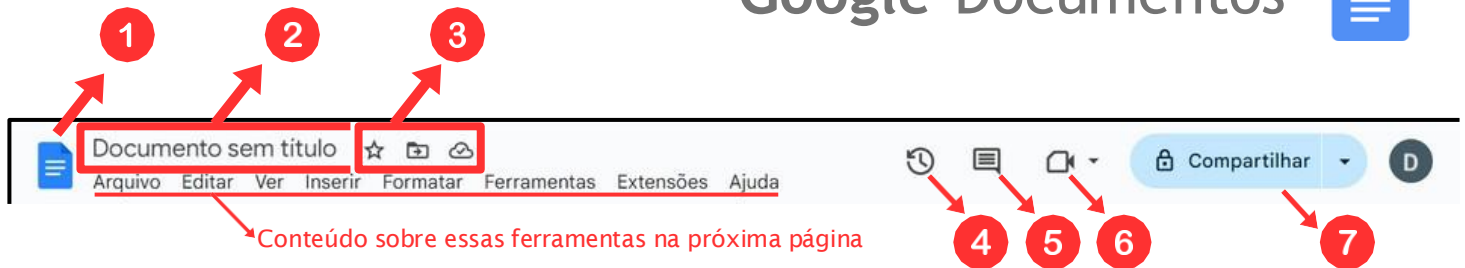 Google Documentos
1 2 3
Documento sem título
Arquivo Editar Ver Inserir Formatar Ferramentas Extensões Ajuda
Compartilhar
D
Conteúdo sobre essas ferramentas na próxima página
4 5 6 7